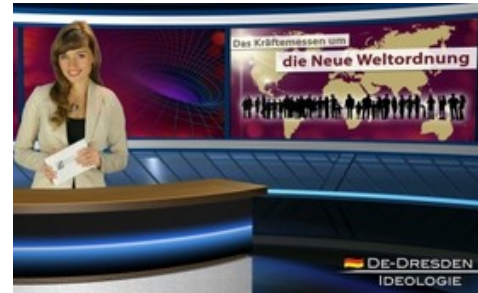 Das Kräftemessen um
die Neue Weltordnung
DE-DRESDEN
IDEOLOGIE